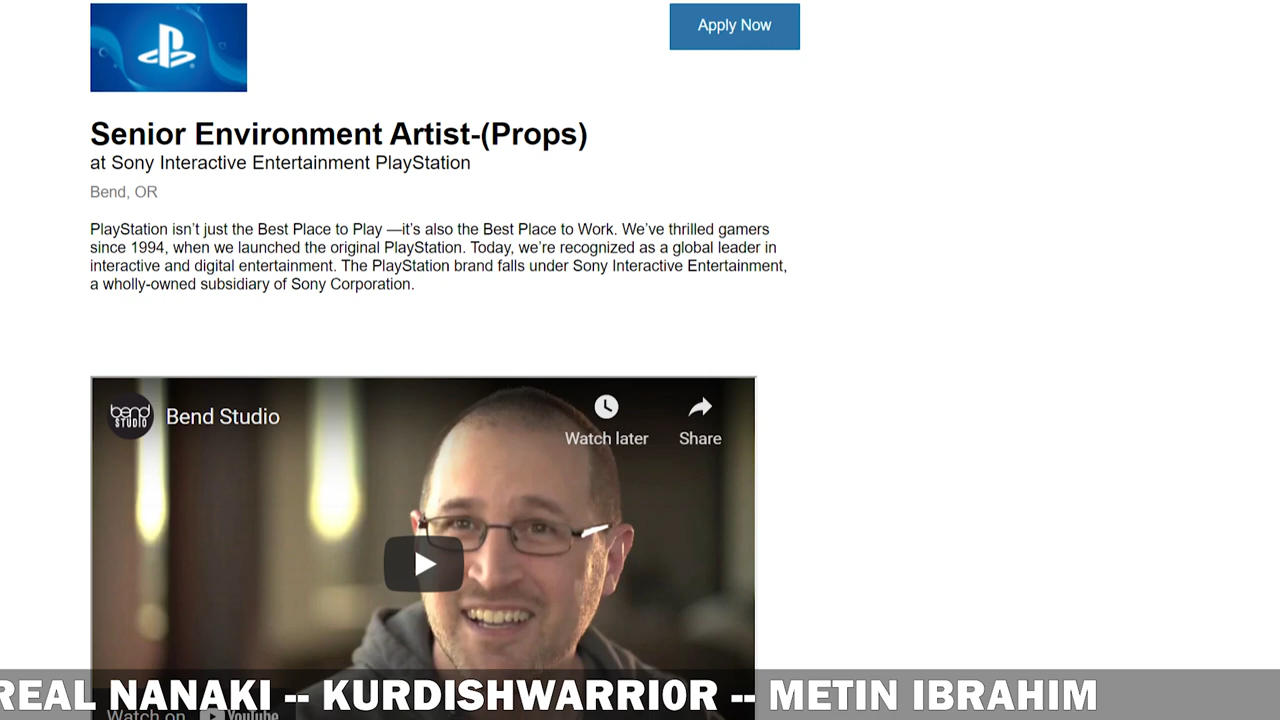 Apply Now
Senior Environment Artist-(Props)
at Sony Interactive Entertainment PlayStation
Bend, OR
PlayStation isn’t just the Best Place to Play —it’s also the Best Place to Work. We’ve thrilled gamers
since 1994, when we launched the original PlayStation. Today, we’re recognized as a global leader in
interactive and digital entertainment. The PlayStation brand falls under Sony Interactive Entertainment,
a wholly-owned subsidiary of Sony Corporation.
bend
STUDIO
Bend Studio
Watch later
Share
REAL NANAKI -- KURDISHWARRI0R -- METIN IBRAHIM
Watch on YouTube